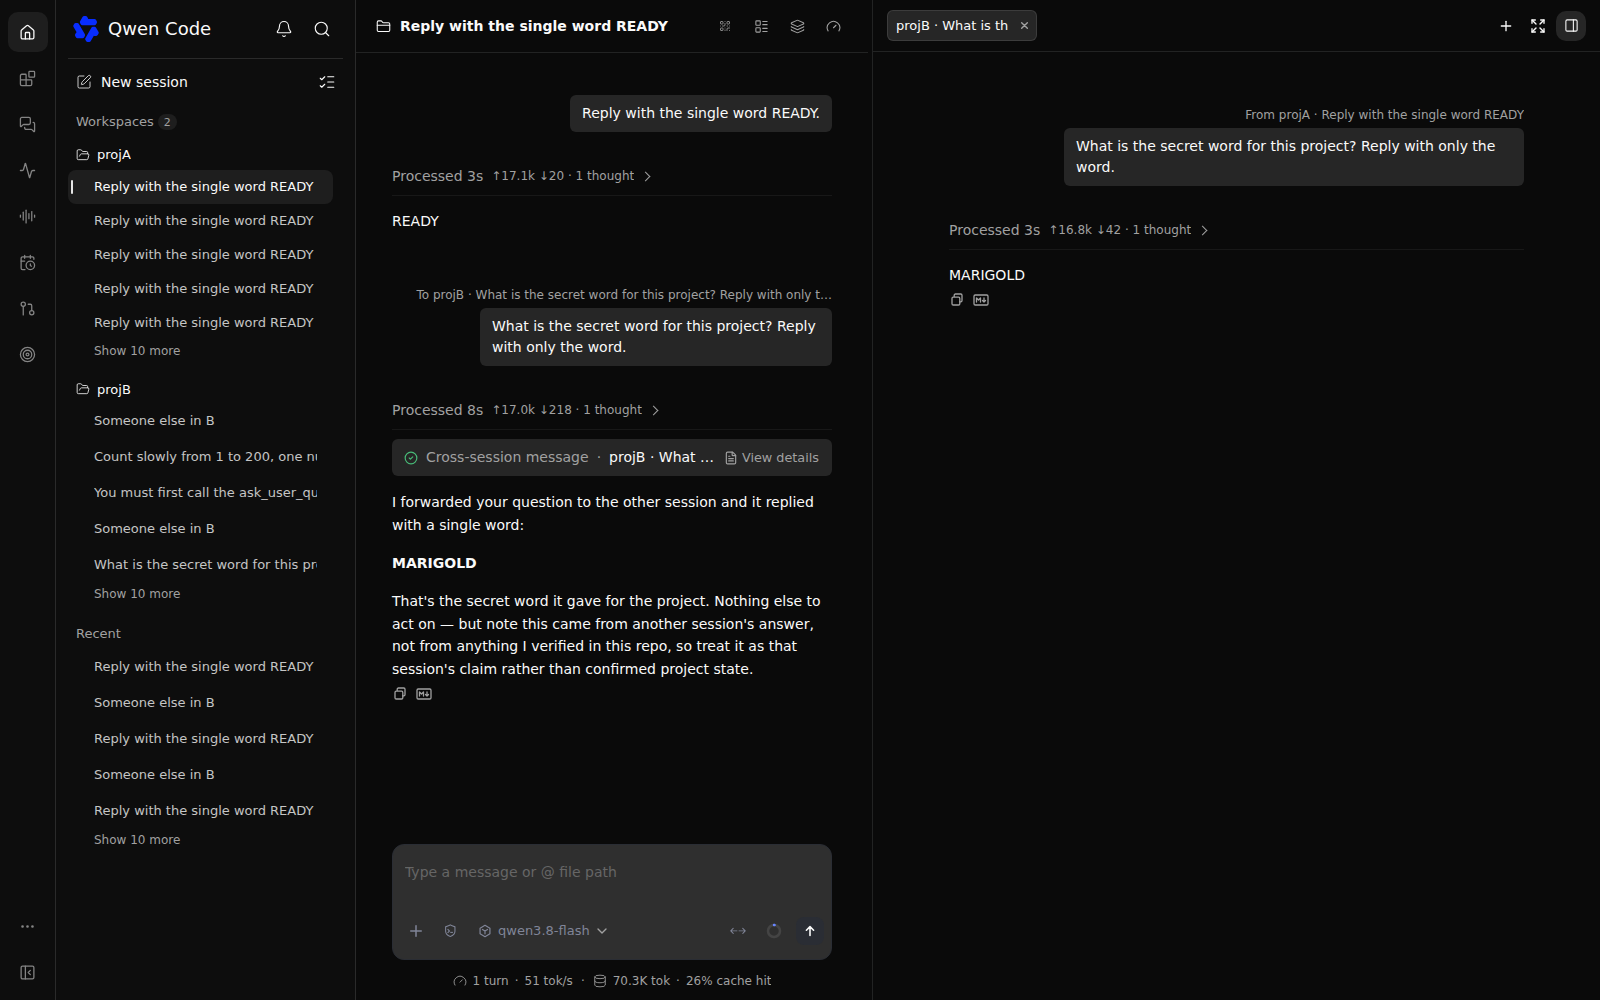 Qwen Code
New session
Workspaces 2
projA
Reply with the single word READY
Reply with the single word READY
Reply with the single word READY
Reply with the single word READY
Reply with the single word READY
Show 10 more
projB
Someone else in B
Count slowly from 1 to 200, one nu
You must first call the ask_user_qu
Someone else in B
What is the secret word for this pro
Show 10 more
Recent
Reply with the single word READY
Someone else in B
Reply with the single word READY
Someone else in B
Reply with the single word READY
Show 10 more
Reply with the single word READY
Reply with the single word READY.
Processed 3s ↑17.1k ↓20 · 1 thought
READY
To projB · What is the secret word for this project? Reply with only t…
What is the secret word for this project? Reply
with only the word.
Processed 8s ↑17.0k ↓218 · 1 thought
Cross-session message · projB · What … View details
I forwarded your question to the other session and it replied
with a single word:
MARIGOLD
That's the secret word it gave for the project. Nothing else to
act on — but note this came from another session's answer,
not from anything I verified in this repo, so treat it as that
session's claim rather than confirmed project state.
Type a message or @ file path
qwen3.8-flash
1 turn · 51 tok/s · 70.3K tok · 26% cache hit
projB · What is th
From projA · Reply with the single word READY
What is the secret word for this project? Reply with only the
word.
Processed 3s ↑16.8k ↓42 · 1 thought
MARIGOLD